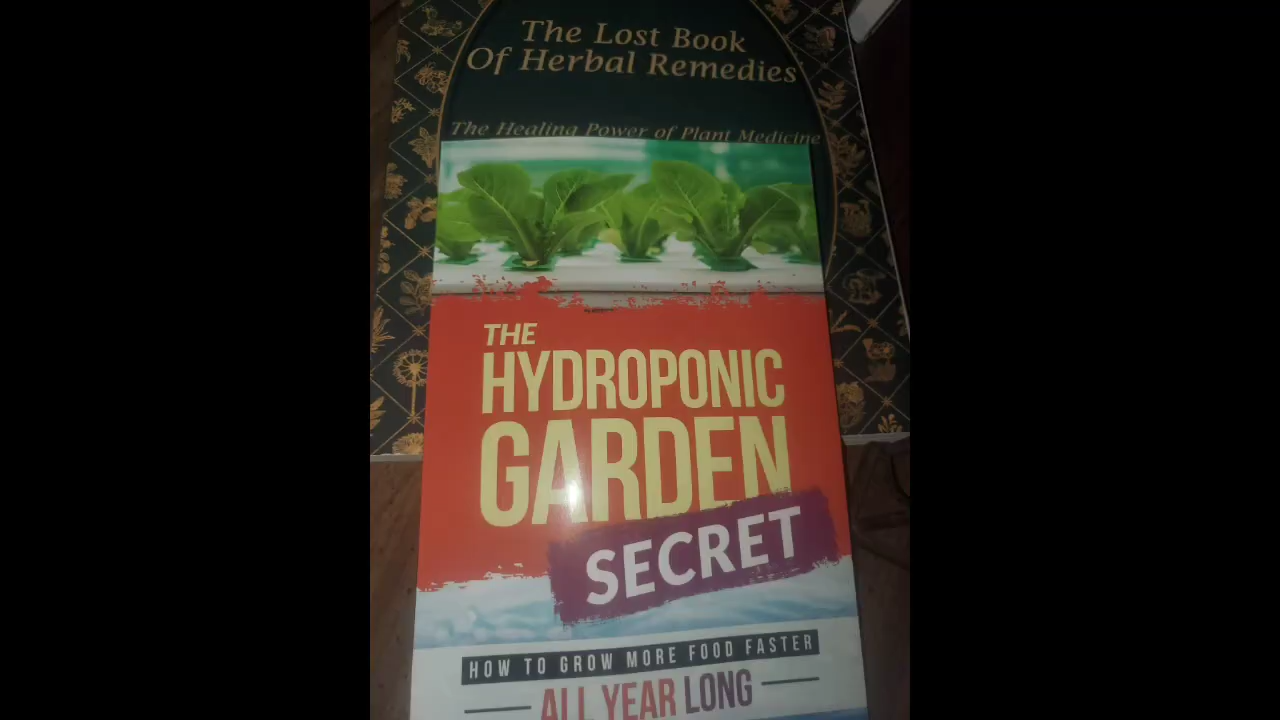 The Lost Book
Of Herbal Remedies
The Healing Power of Plant Medicine
THE
HYDROPONIC
GARDEN
SECRET
HOW TO GROW MORE FOOD FASTER
ALL YEAR LONG